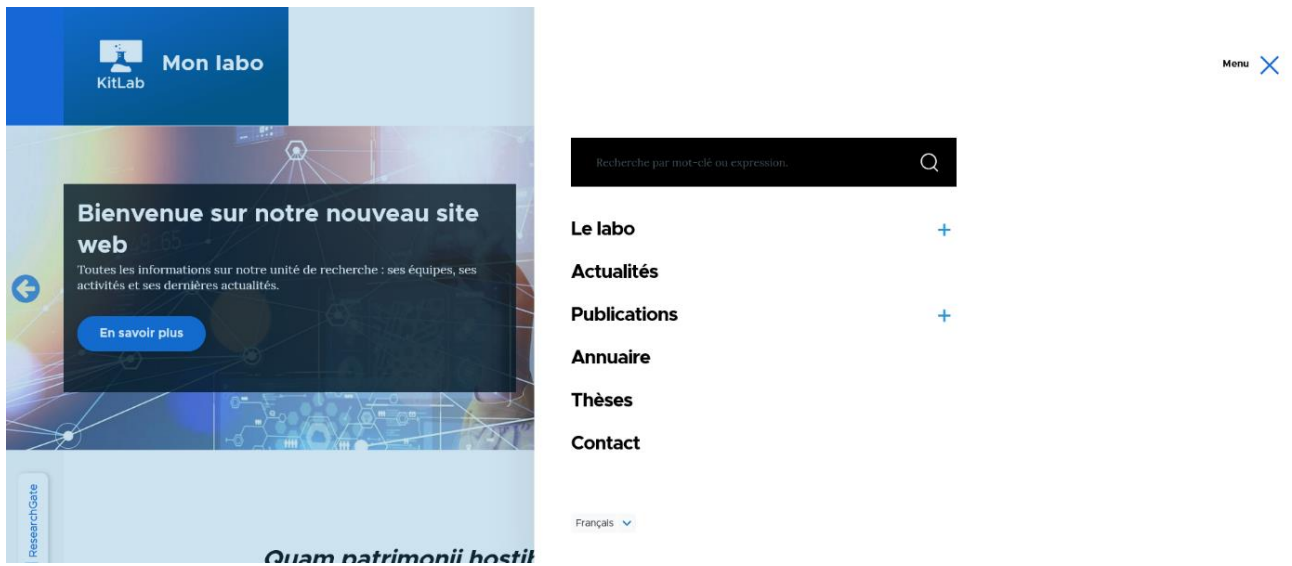 KitLab
Mon labo
Bienvenue sur notre nouveau site
web
Toutes les informations sur notre unité de recherche : ses équipes, ses
activités et ses dernières actualités.
En savoir plus
ResearchGate
Quam patrimonii
Menu
Recherche par mot-clé ou expression.
Le labo
Actualités
Publications
Annuaire
Thèses
Contact
Français